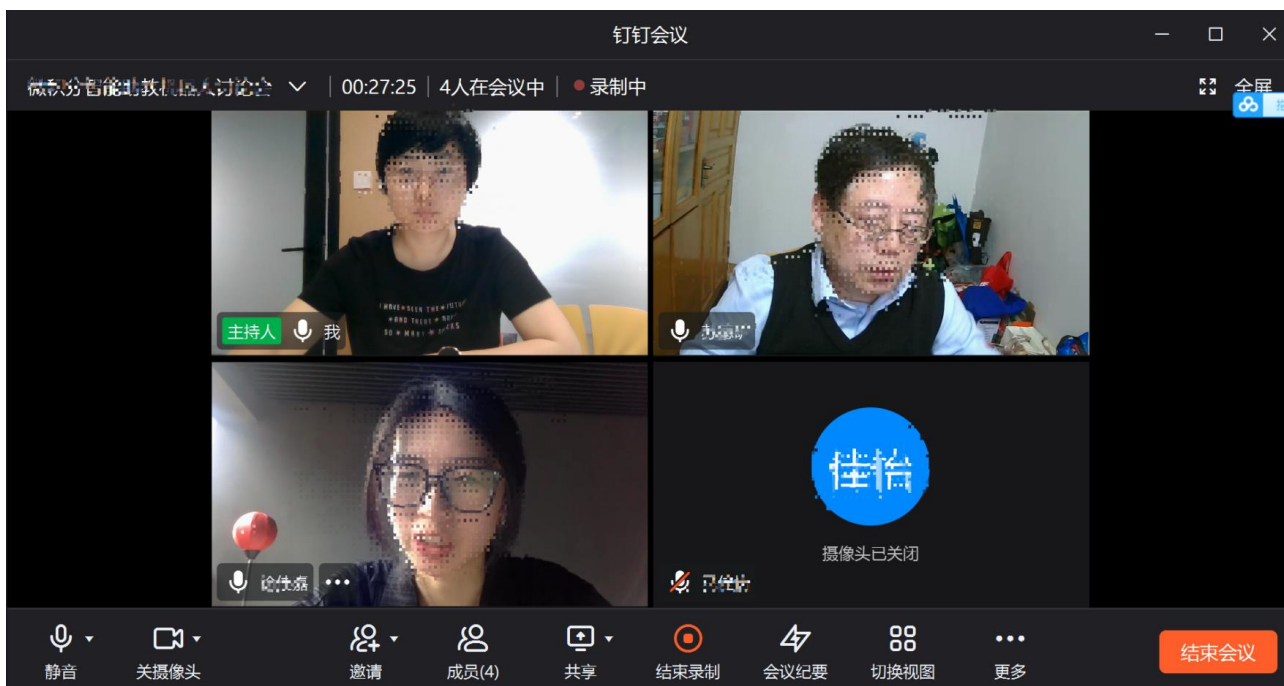 钉钉会议
00:27:25 4人在会议中 录制中 全屏
主持人 我
摄像头已关闭
静音 关摄像头 邀请 成员(4) 共享 结束录制 会议纪要 切换视图 更多 结束会议